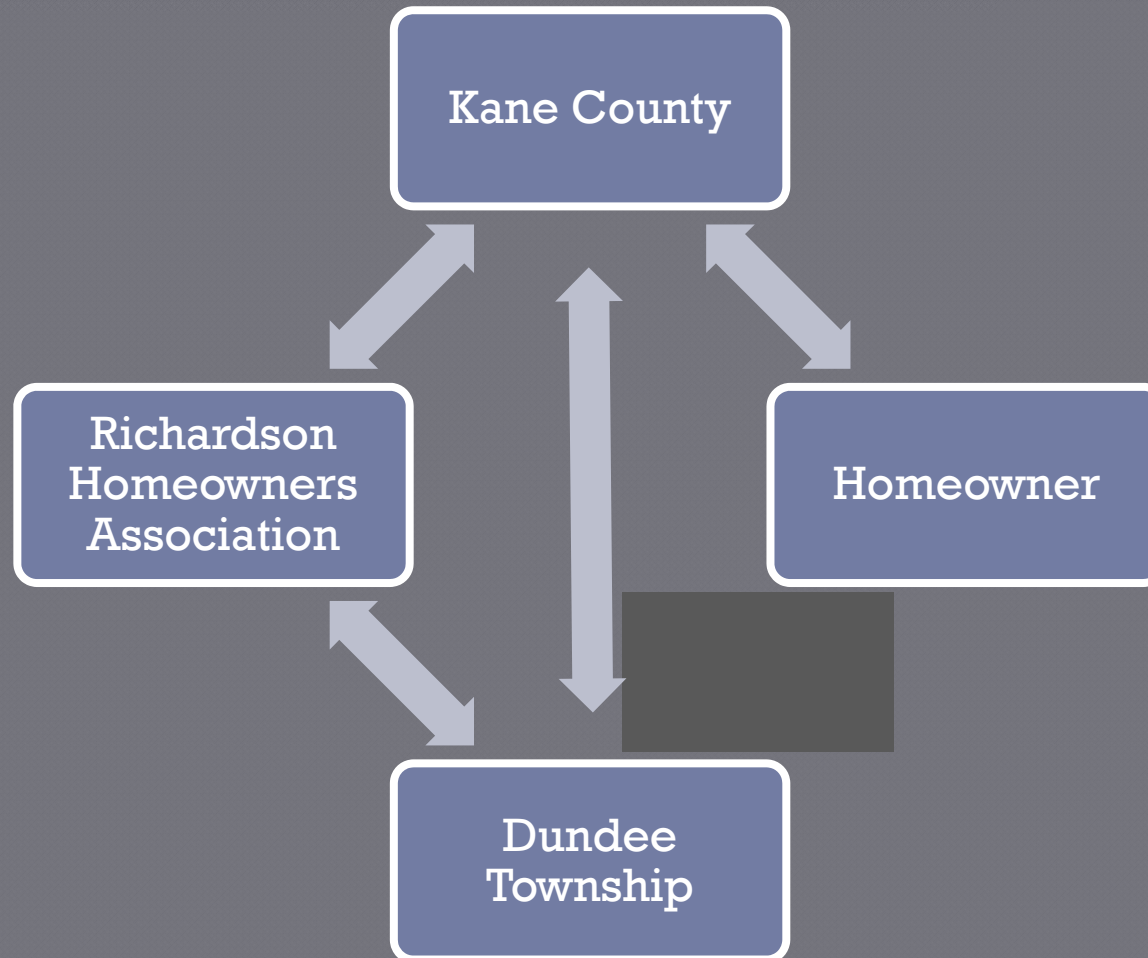 Kane County
Richardson
Homeowners
Association
Homeowner
Dundee
Township